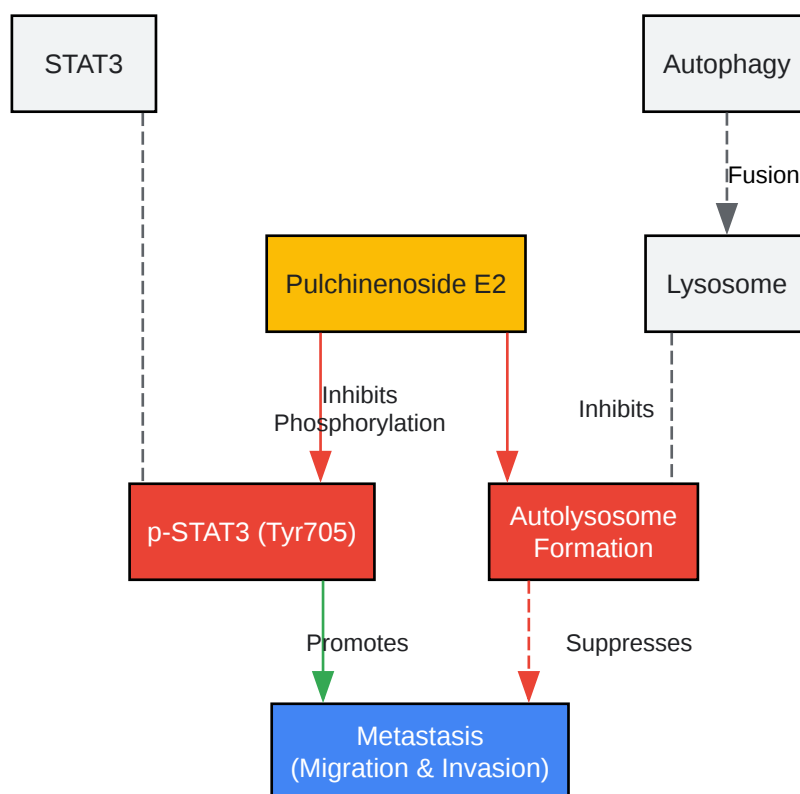 STAT3
Autophagy
Fusion
Pulchinenoside E2
Lysosome
Inhibits
Phosphorylation
Inhibits
p-STAT3 (Tyr705)
Autolysosome
Formation
Promotes
Suppresses
Metastasis
(Migration & Invasion)